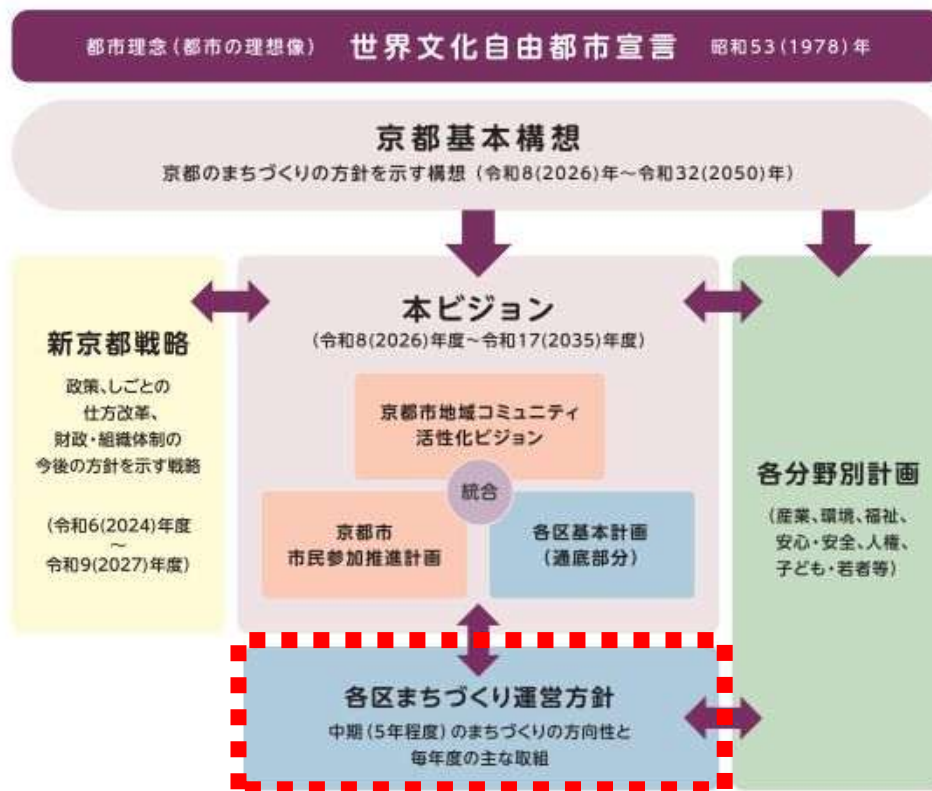 都市理念(都市の理想像) 世界文化自由都市宣言 昭和53(1978)年
京都基本構想
京都のまちづくりの方針を示す構想 (令和8(2026)年～令和32(2050)年)
新京都戦略
政策、しごとの
仕方改革、
財政・組織体制の
今後の方針を示す戦略
(令和6(2024)年度
～
令和9(2027)年度)
本ビジョン
(令和8(2026)年度～令和17(2035)年度)
京都市地域コミュニティ
活性化ビジョン
統合
京都市
市民参加推進計画
各区基本計画
(通底部分)
各分野別計画
(産業、環境、福祉、
安心・安全、人権、
子ども・若者等)
各区まちづくり運営方針
中期(5年程度)のまちづくりの方向性と
毎年度の主な取組